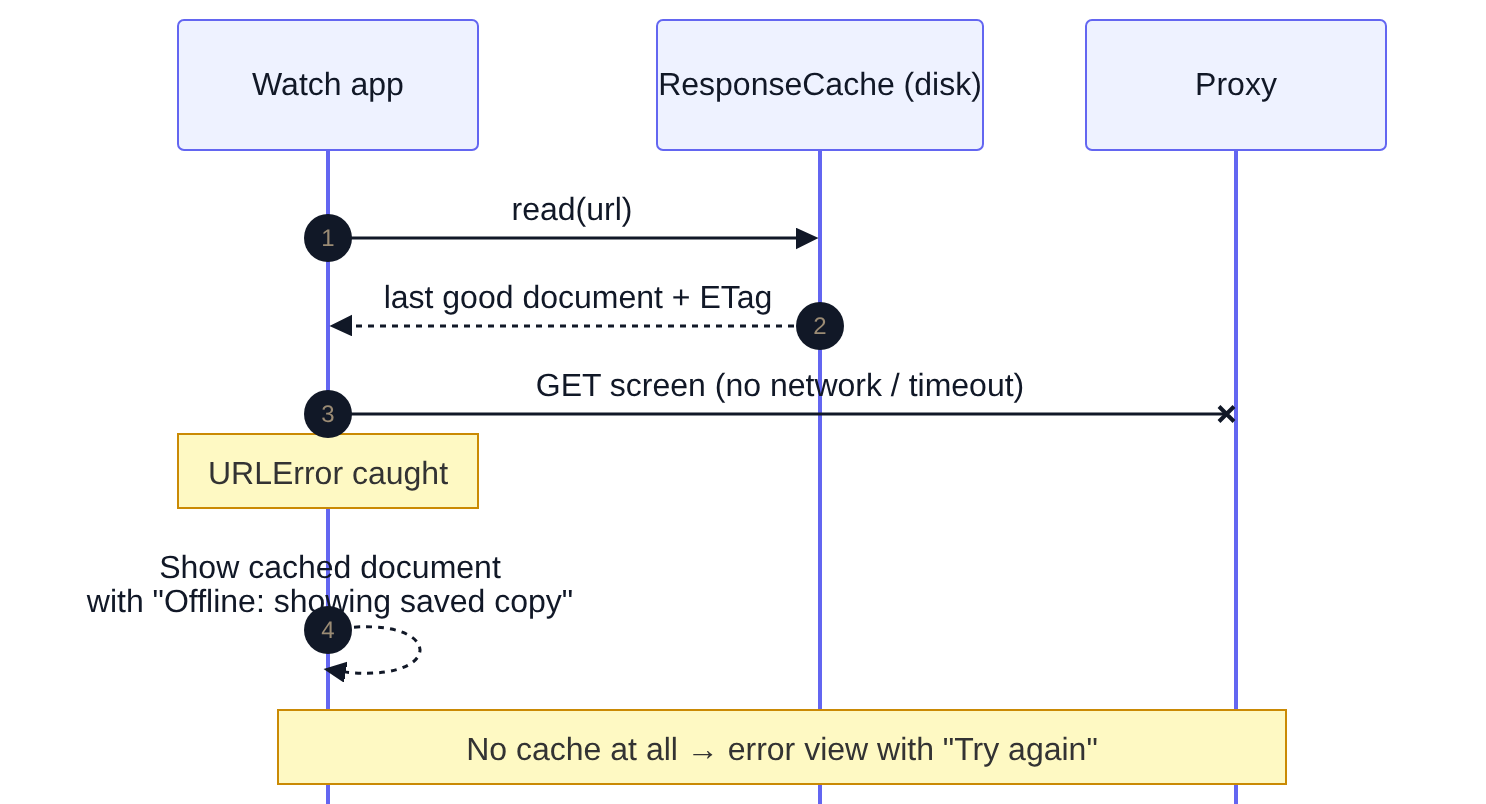 Watch app
ResponseCache (disk)
Proxy
read(url)
1
last good document + ETag
2
GET screen (no network / timeout)
3
URLError caught
Show cached document
with "Offline: showing saved copy"
4
No cache at all → error view with "Try again"